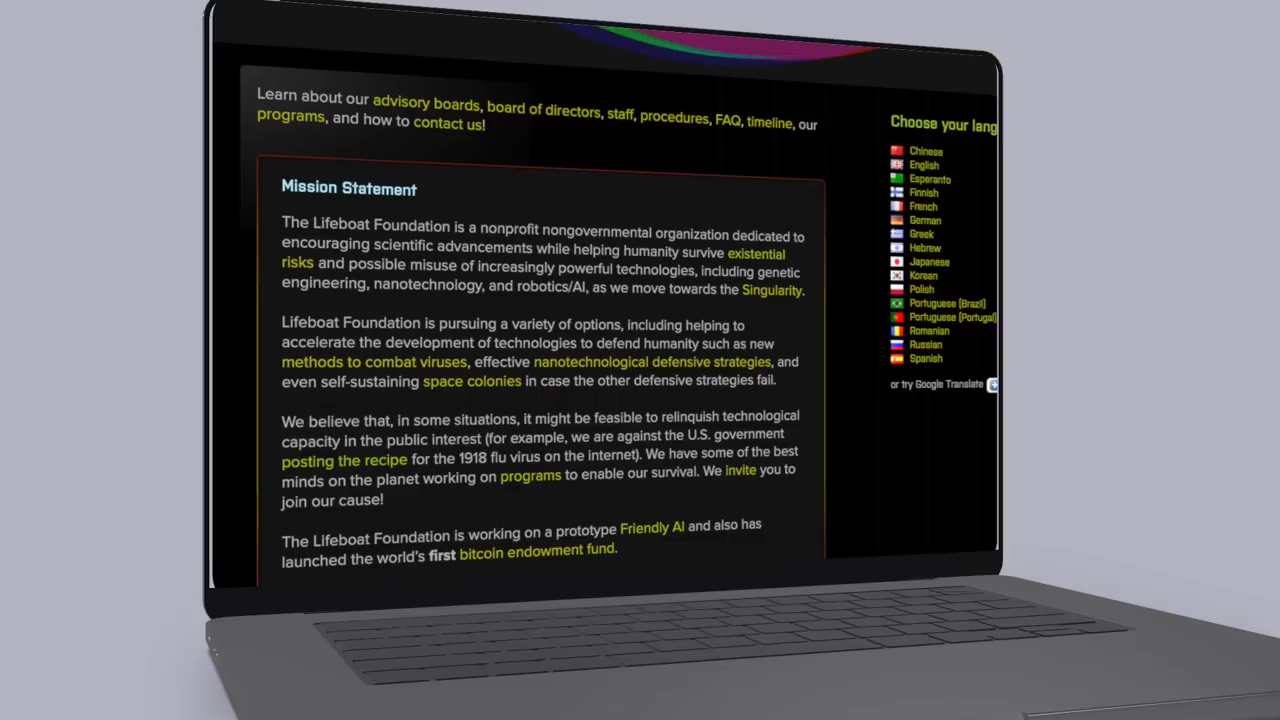 Learn about our advisory boards, board of directors, staff, procedures, FAQ, timeline, our
programs, and how to contact us!
Mission Statement
The Lifeboat Foundation is a nonprofit nongovernmental organization dedicated to
encouraging scientific advancements while helping humanity survive existential
risks and possible misuse of increasingly powerful technologies, including genetic
engineering, nanotechnology, and robotics/AI, as we move towards the Singularity.
Lifeboat Foundation is pursuing a variety of options, including helping to
accelerate the development of technologies to defend humanity such as new
methods to combat viruses, effective nanotechnological defensive strategies, and
even self-sustaining space colonies in case the other defensive strategies fail.
We believe that, in some situations, it might be feasible to relinquish technological
capacity in the public interest (for example, we are against the U.S. government
posting the recipe for the 1918 flu virus on the internet). We have some of the best
minds on the planet working on programs to enable our survival. We invite you to
join our cause!
The Lifeboat Foundation is working on a prototype Friendly AI and also has
launched the world's first bitcoin endowment fund.
Choose your lang
Chinese
English
Esperanto
Finnish
French
German
Greek
Hebrew
Japanese
Korean
Polish
Portuguese (Brazil)
Portuguese (Portugal)
Romanian
Russian
Spanish
or try Google Translate